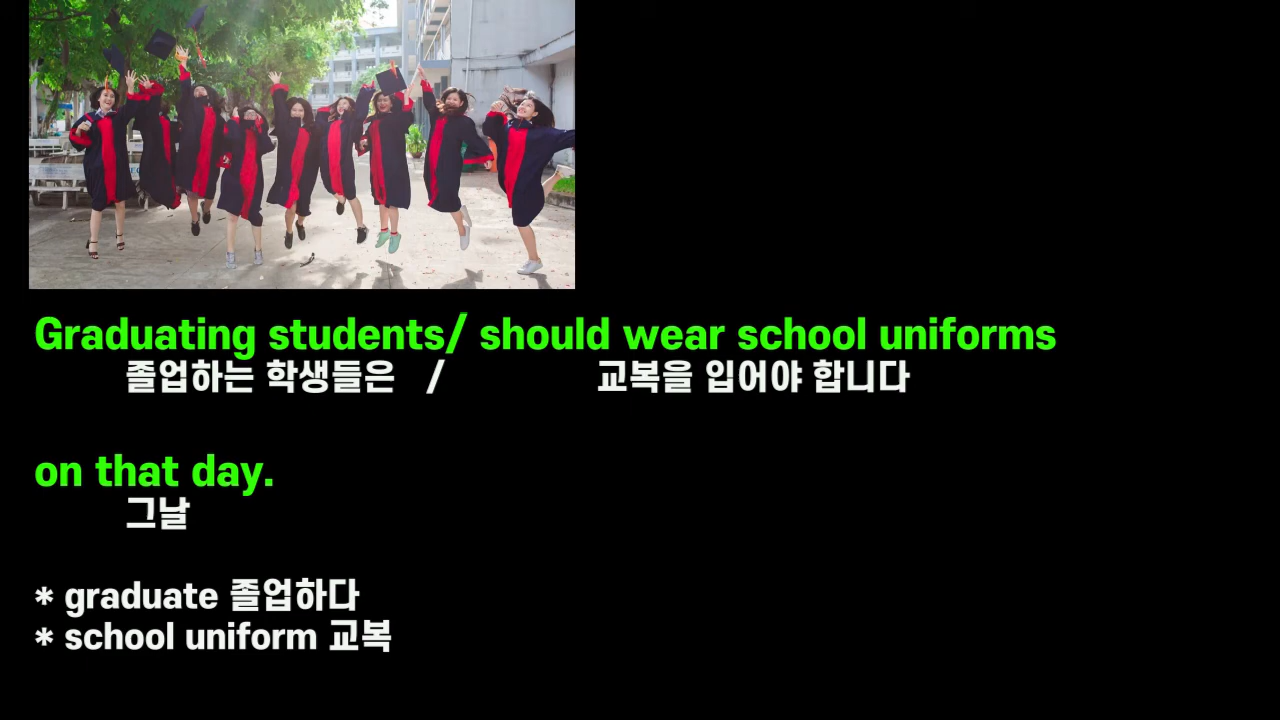 Graduating students/ should wear school uniforms
졸업하는 학생들은 / 교복을 입어야 합니다
on that day.
그날
* graduate 졸업하다
* school uniform 교복